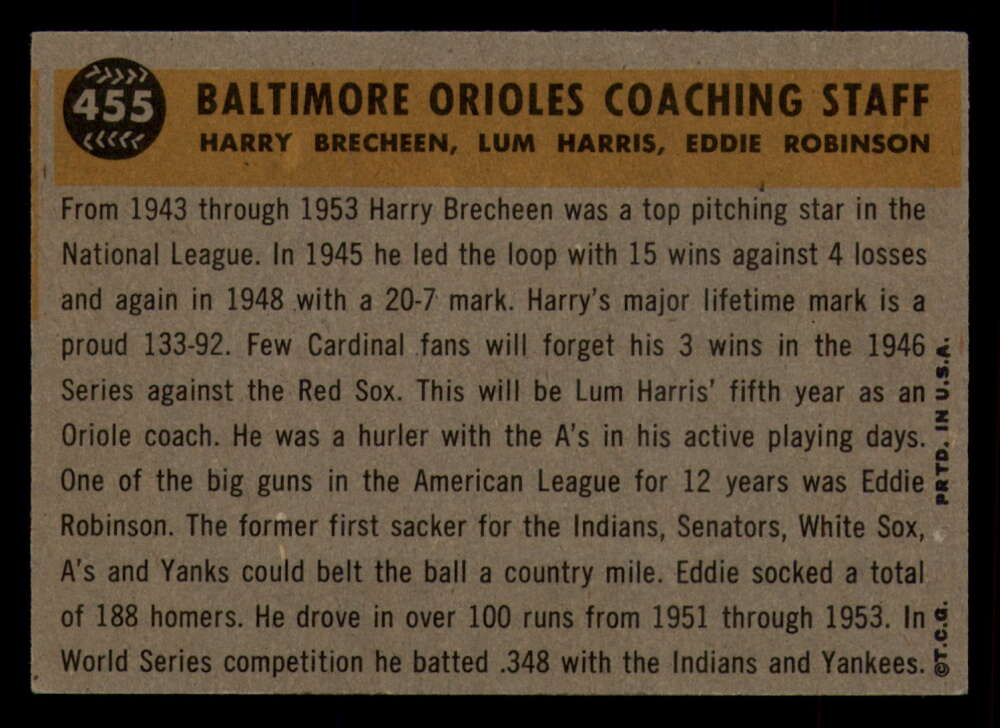 455
BALTIMORE ORIOLES COACHING STAFF
HARRY BRECHEEN, LUM HARRIS, EDDIE ROBINSON
From 1943 through 1953 Harry Brecheen was a top pitching star in the
National League. In 1945 he led the loop with 15 wins against 4 losses
and again in 1948 with a 20-7 mark. Harry's major lifetime mark is a
proud 133-92. Few Cardinal fans will forget his 3 wins in the 1946
Series against the Red Sox. This will be Lum Harris' fifth year as an
Oriole coach. He was a hurler with the A's in his active playing days.
One of the big guns in the American League for 12 years was Eddie
Robinson. The former first sacker for the Indians, Senators, White Sox,
A's and Yanks could belt the ball a country mile. Eddie socked a total
of 188 homers. He drove in over 100 runs from 1951 through 1953. In
World Series competition he batted .348 with the Indians and Yankees.
©T.C.G. PRTD. IN U.S.A.